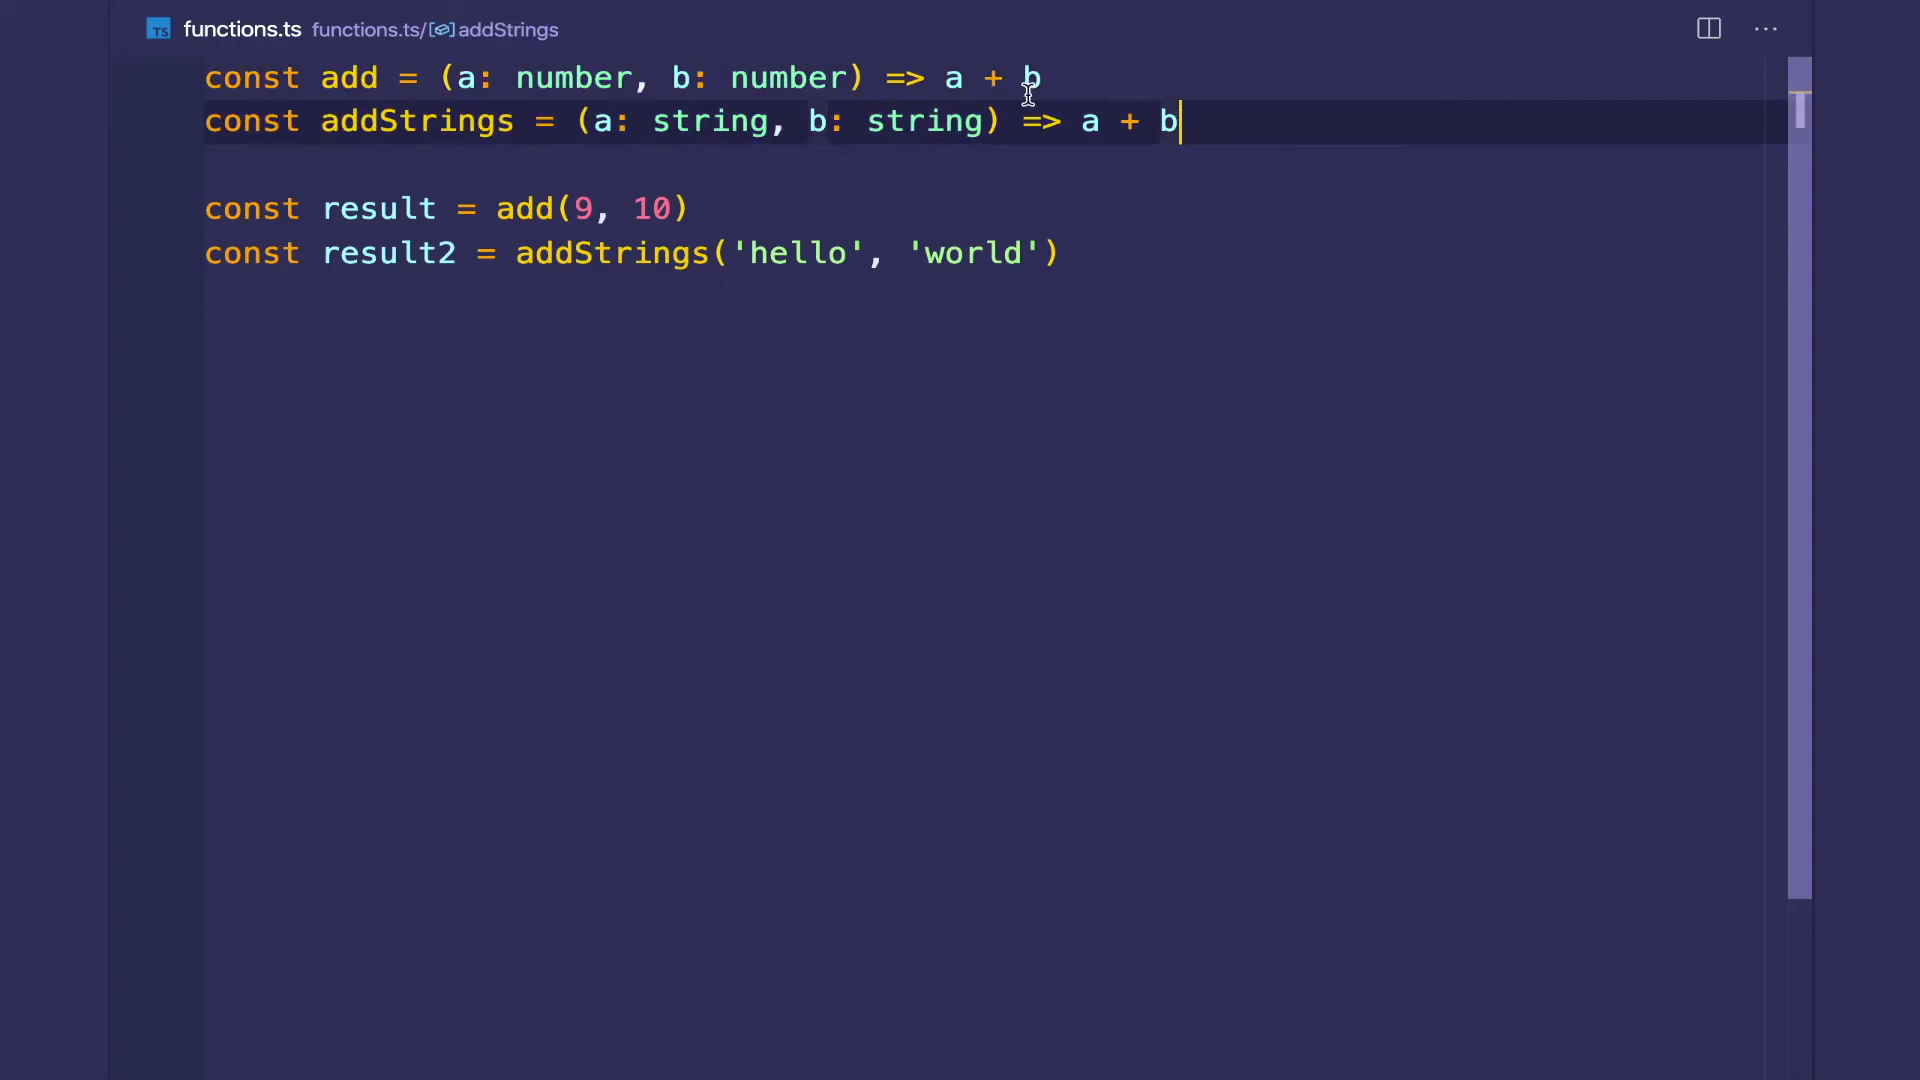 TS functions.ts functions.ts/addStrings
const add = (a: number, b: number) => a + b
const addStrings = (a: string, b: string) => a + b
const result = add(9, 10)
const result2 = addStrings('hello', 'world')